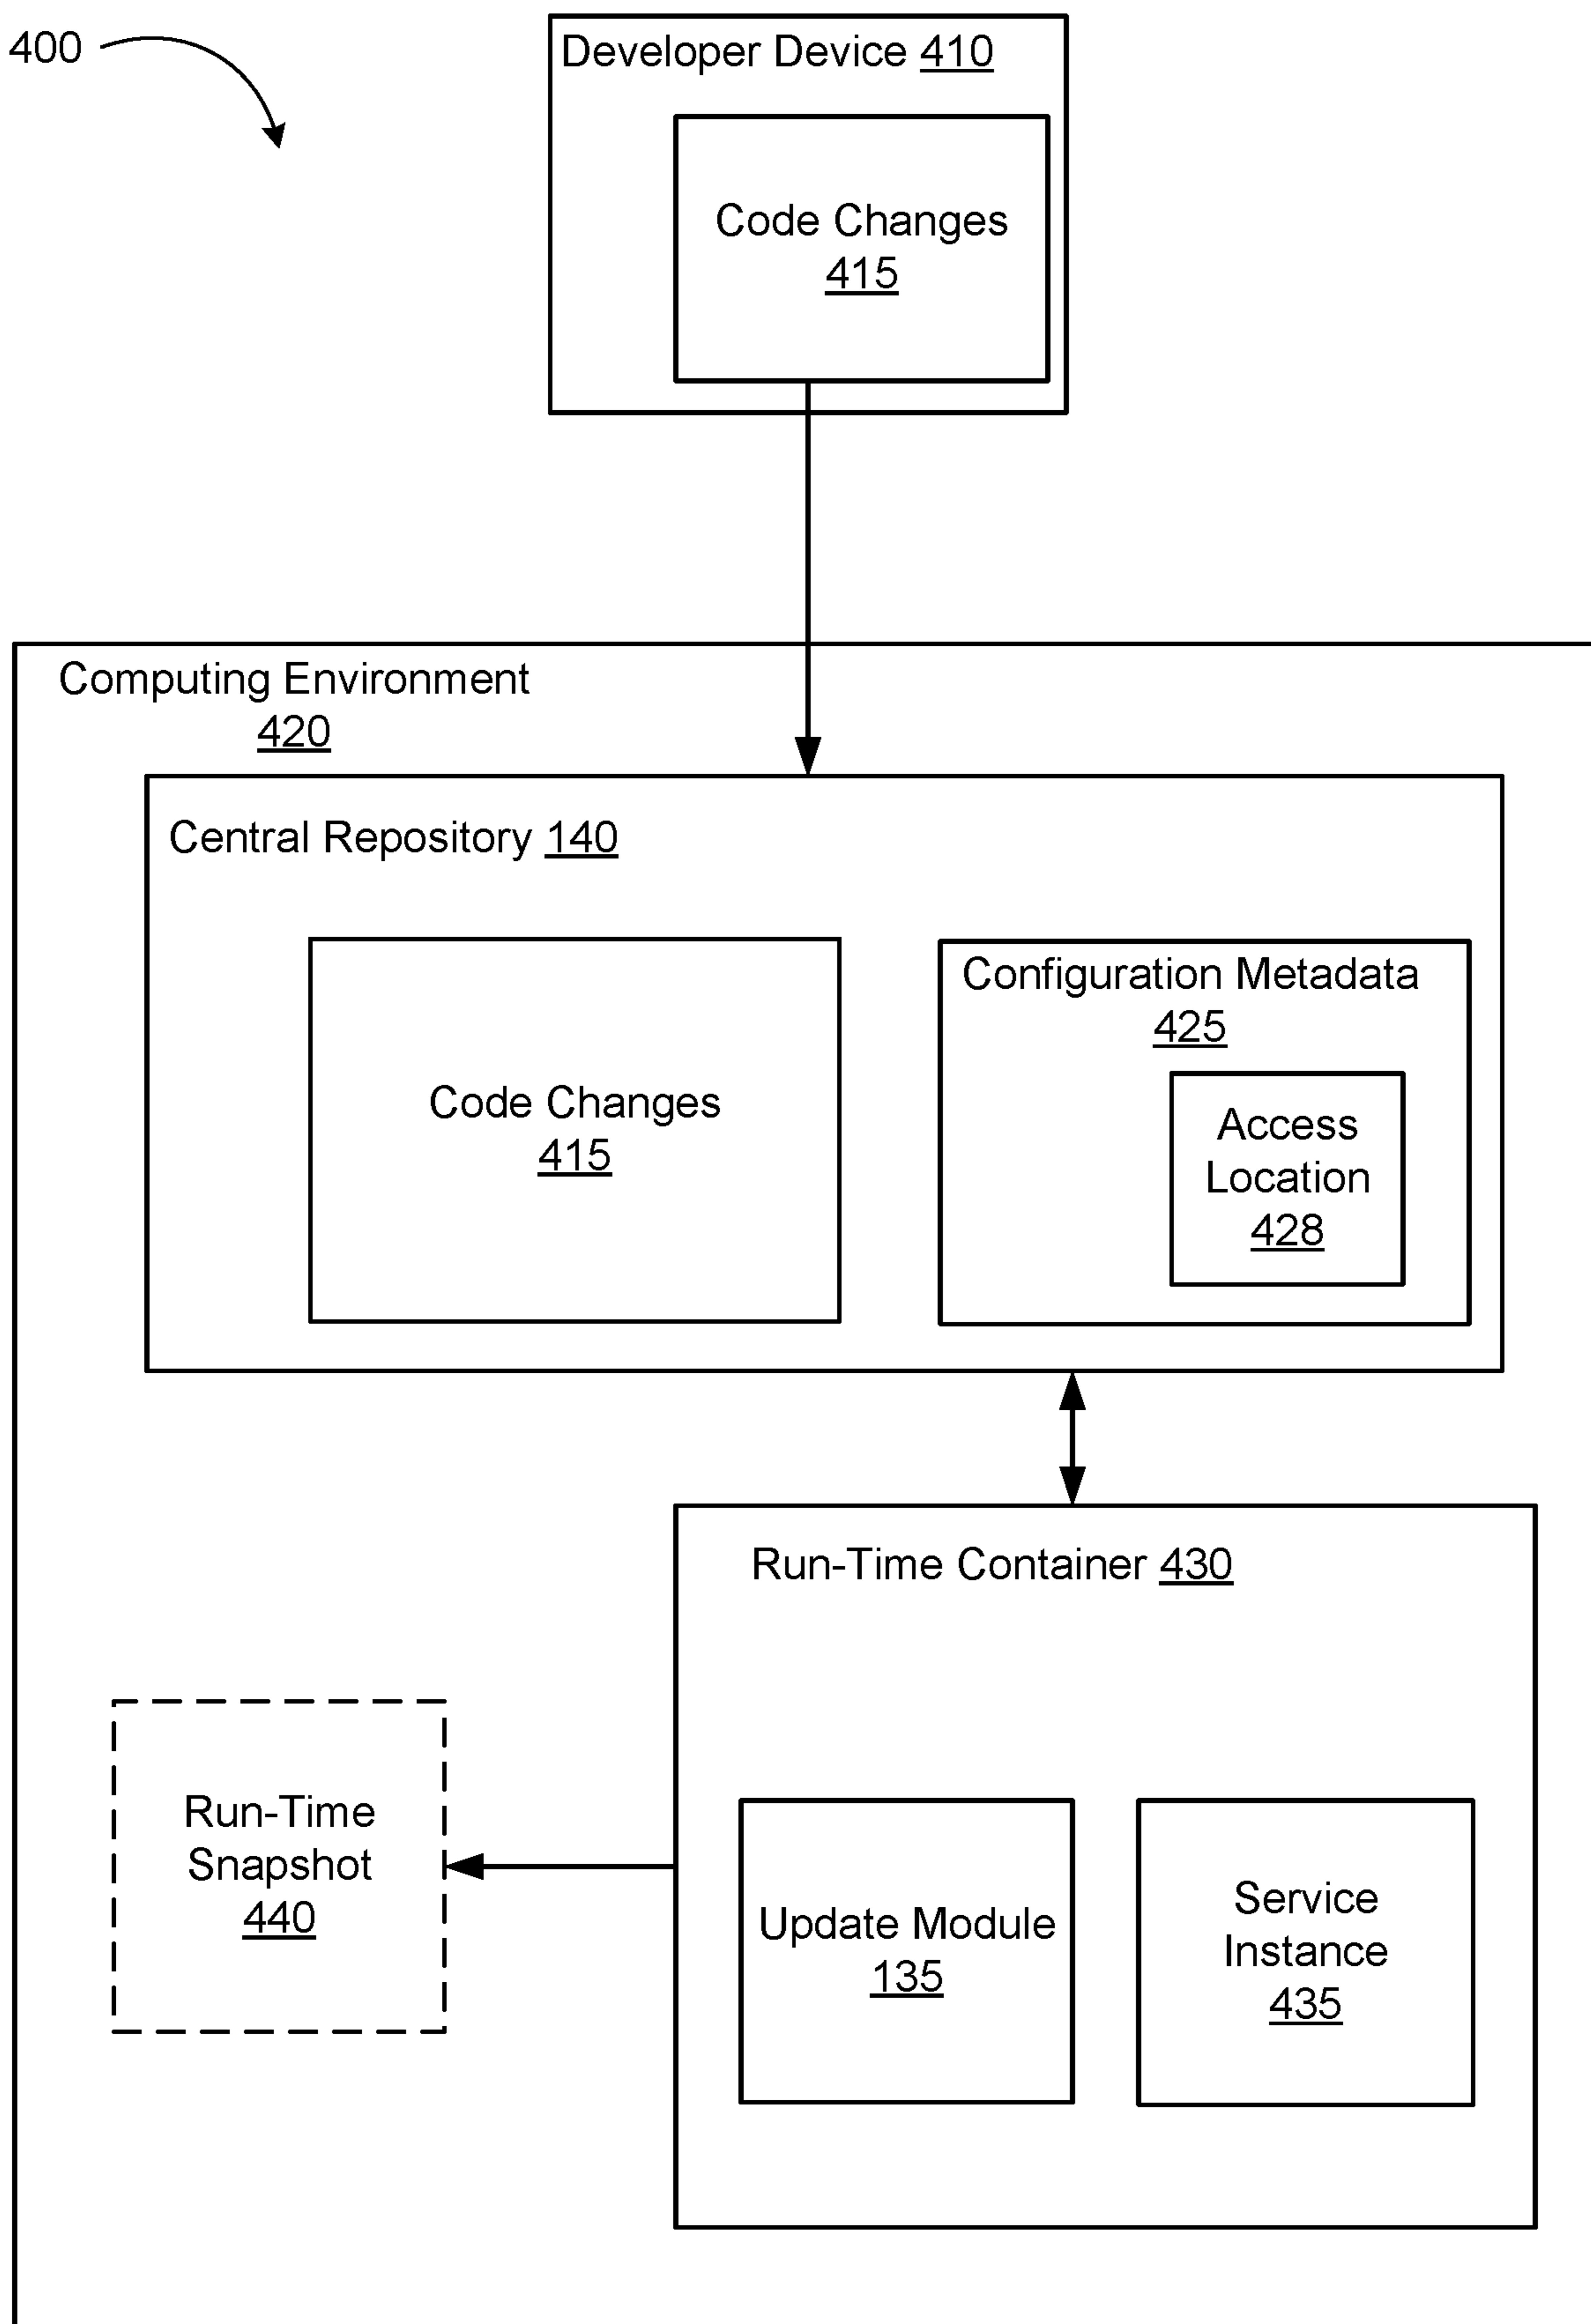 400
Developer Device 410
Code Changes
415
Computing Environment
420
Central Repository 140
Code Changes
415
Configuration Metadata
425
Access
Location
428
Run-Time Container 430
Run-Time
Snapshot
440
Update Module
135
Service
Instance
435